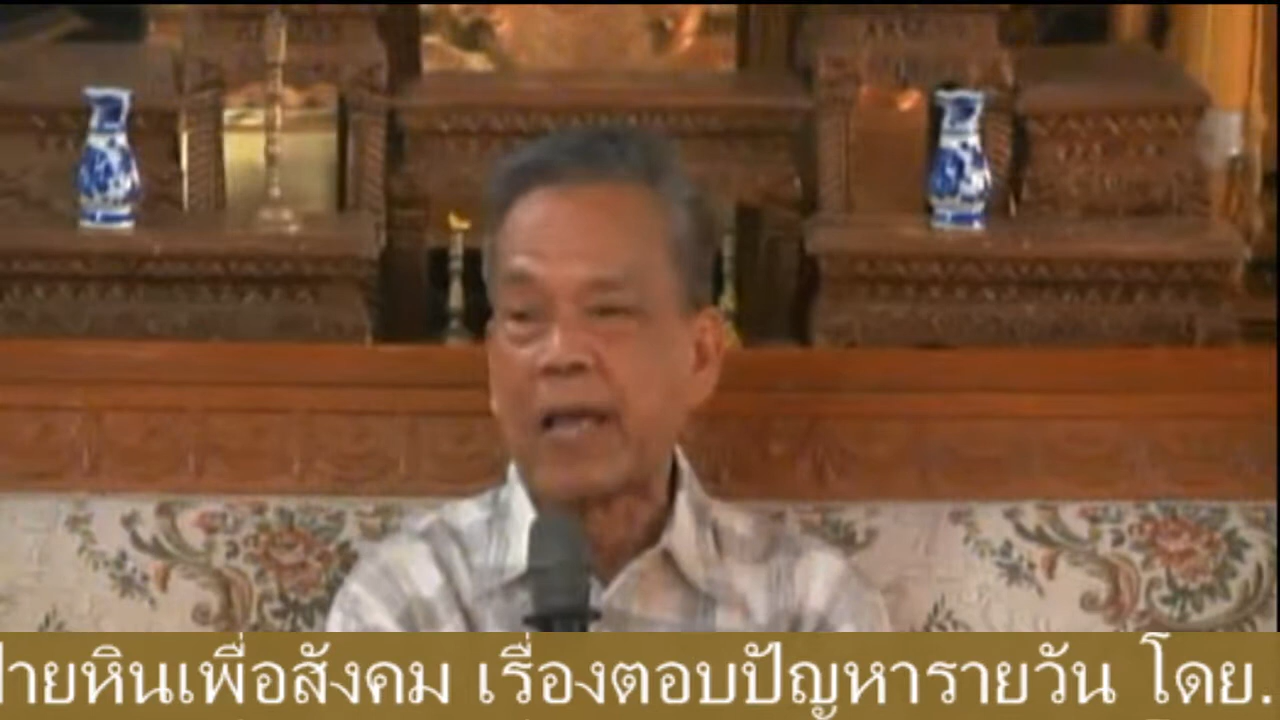 ป่ายหินเพื่อสังคม เรื่องตอบปัญหารายวัน โดย.